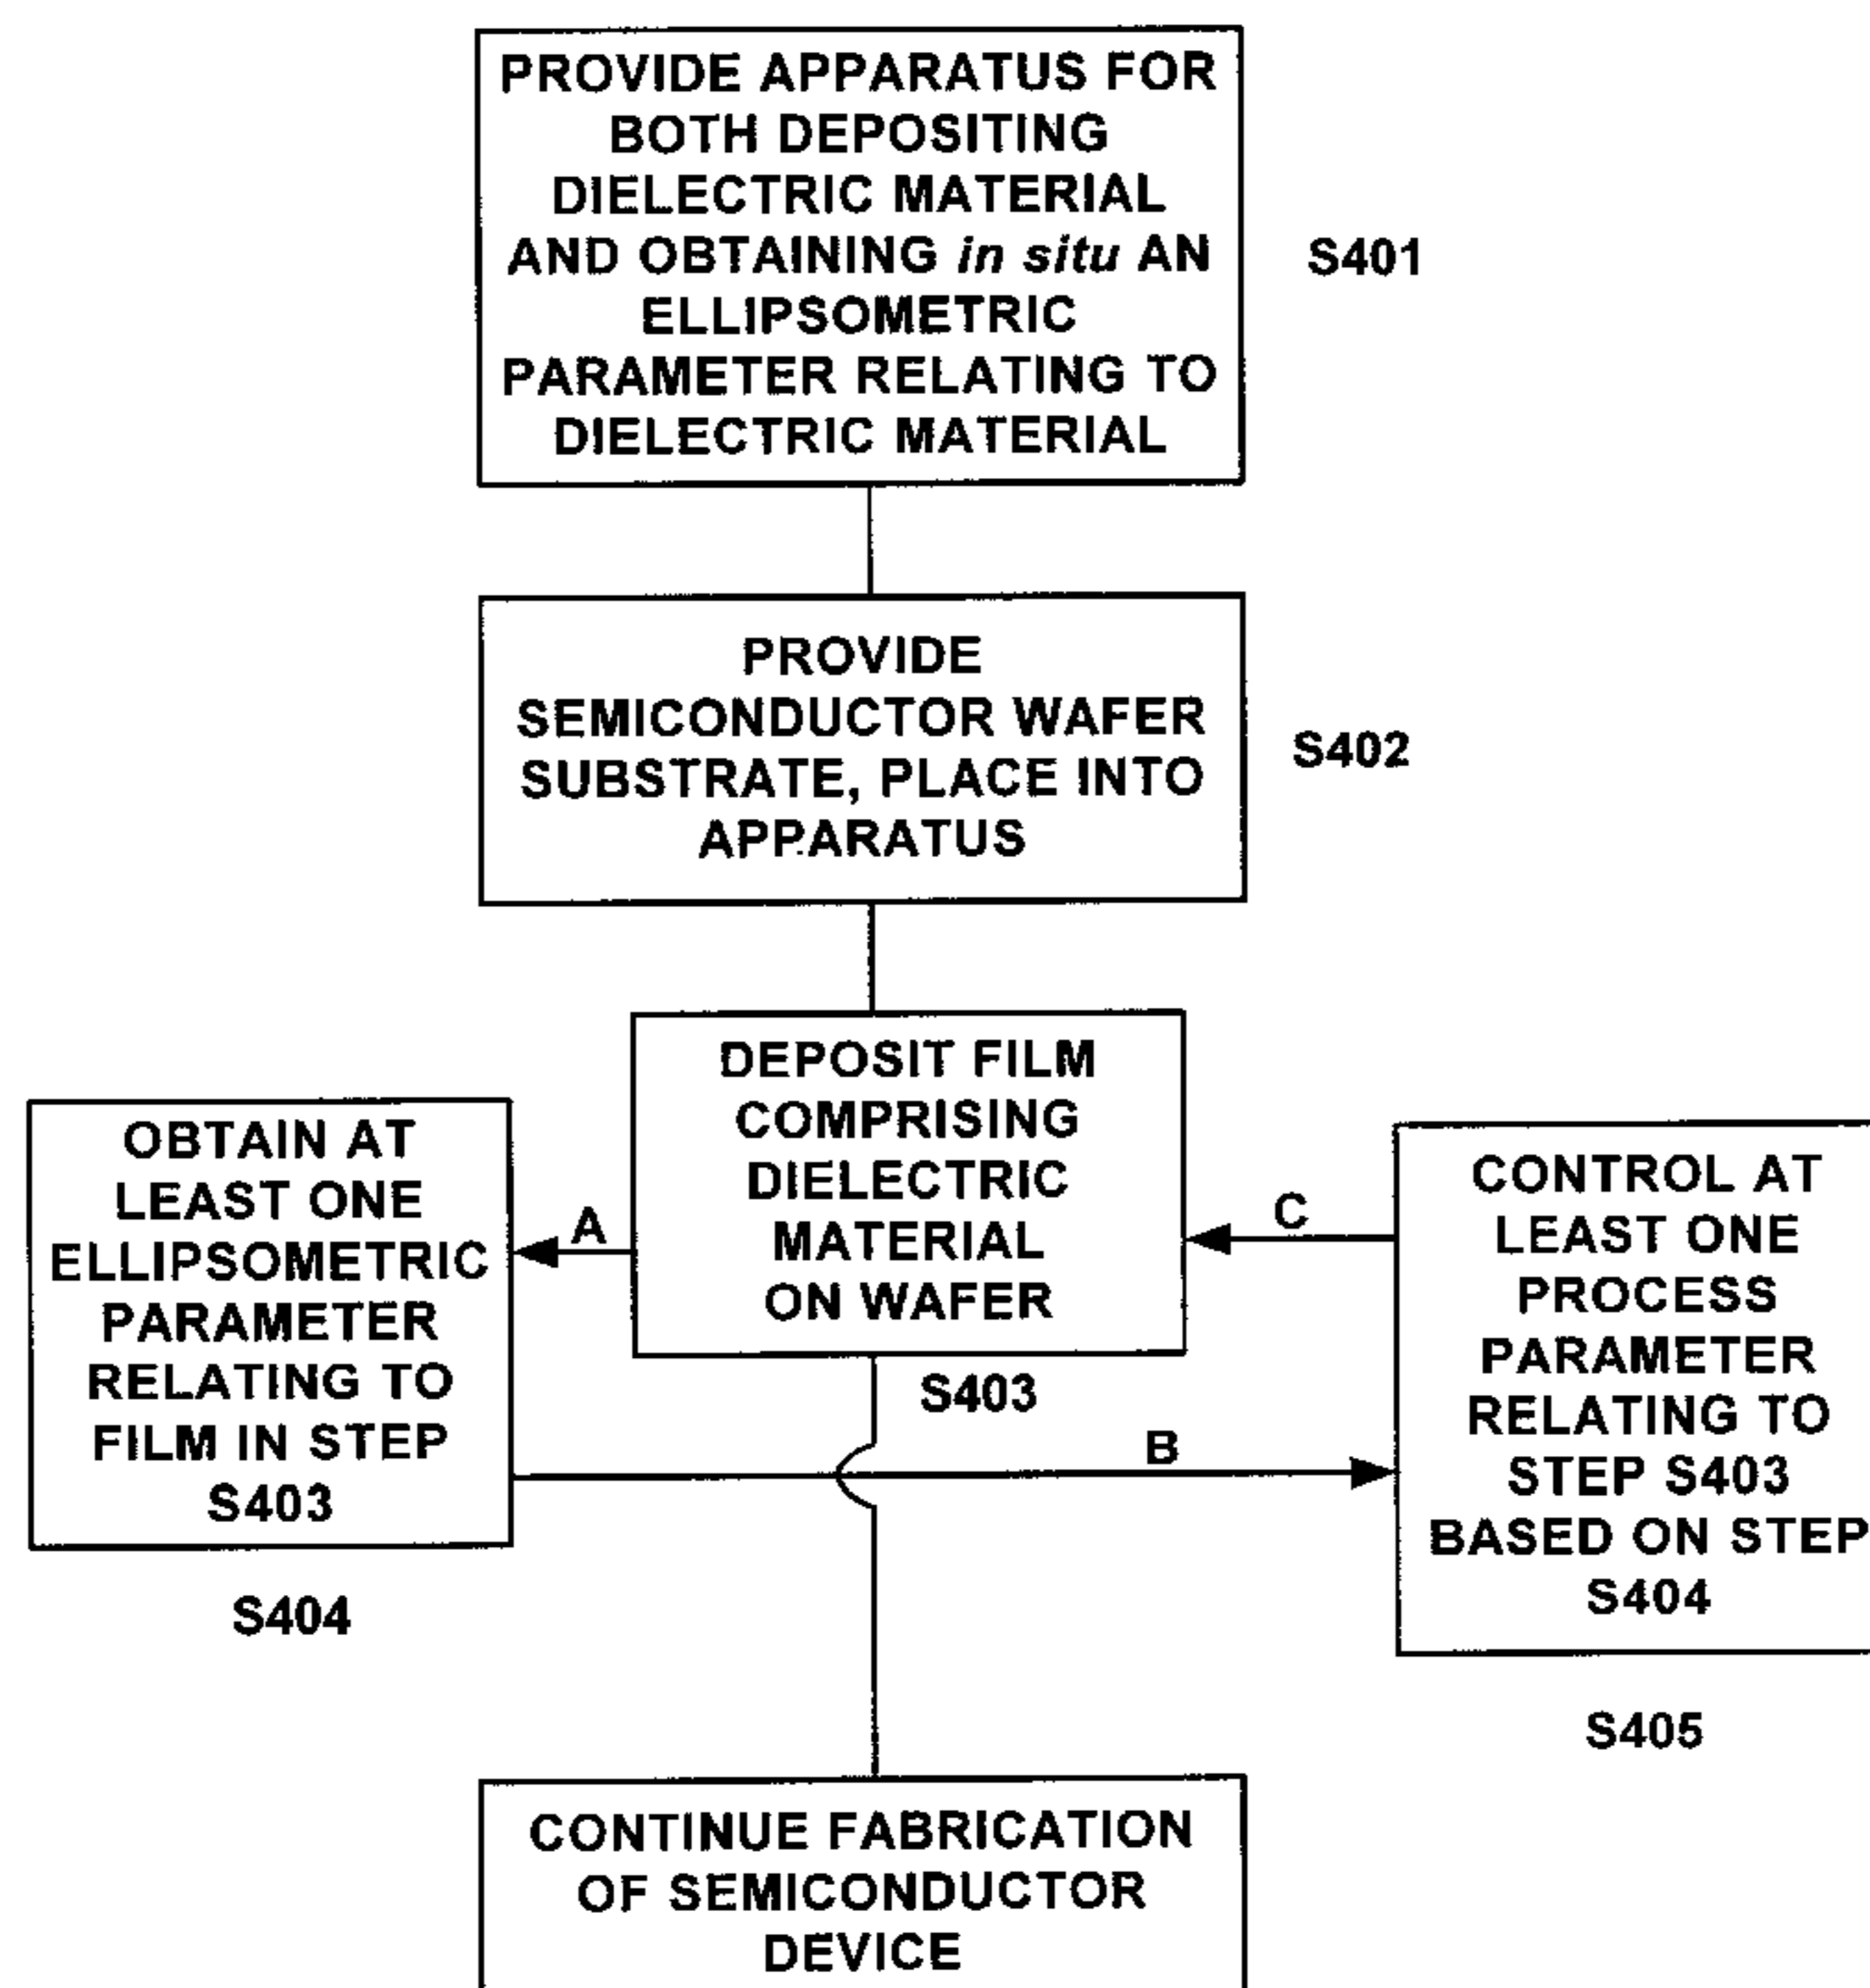 PROVIDE APPARATUS FOR
BOTH DEPOSITING
DIELECTRIC MATERIAL
AND OBTAINING in situ AN
ELLIPSOMETRIC
PARAMETER RELATING TO
DIELECTRIC MATERIAL
S401
PROVIDE
SEMICONDUCTOR WAFER
SUBSTRATE, PLACE INTO
APPARATUS
S402
DEPOSIT FILM
COMPRISING
DIELECTRIC
MATERIAL
ON WAFER
S403
A
OBTAIN AT
LEAST ONE
ELLIPSOMETRIC
PARAMETER
RELATING TO
FILM IN STEP
S403
S404
B
C
CONTROL AT
LEAST ONE
PROCESS
PARAMETER
RELATING TO
STEP S403
BASED ON STEP
S404
S405
CONTINUE FABRICATION
OF SEMICONDUCTOR
DEVICE